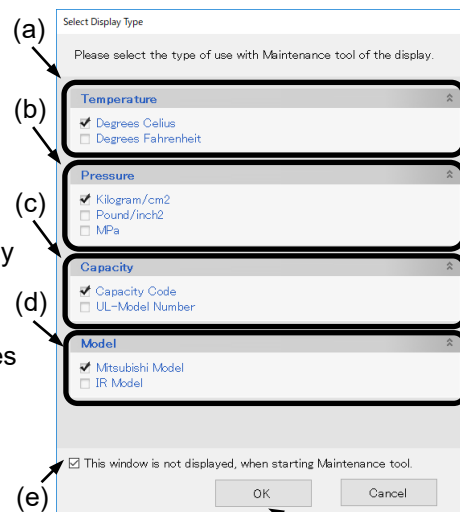 Select Display Type
(a)
Please select the type of use with Maintenance tool of the display.
Temperature
Degrees Celius
Degrees Fahrenheit
(b)
Pressure
Kilogram/cm2
Pound/inch2
MPa
(c)
y
Capacity
Capacity Code
UL-Model Number
(d)
Model
es
Mitsubishi Model
IR Model
This window is not displayed, when starting Maintenance tool.
(e)
OK
Cancel